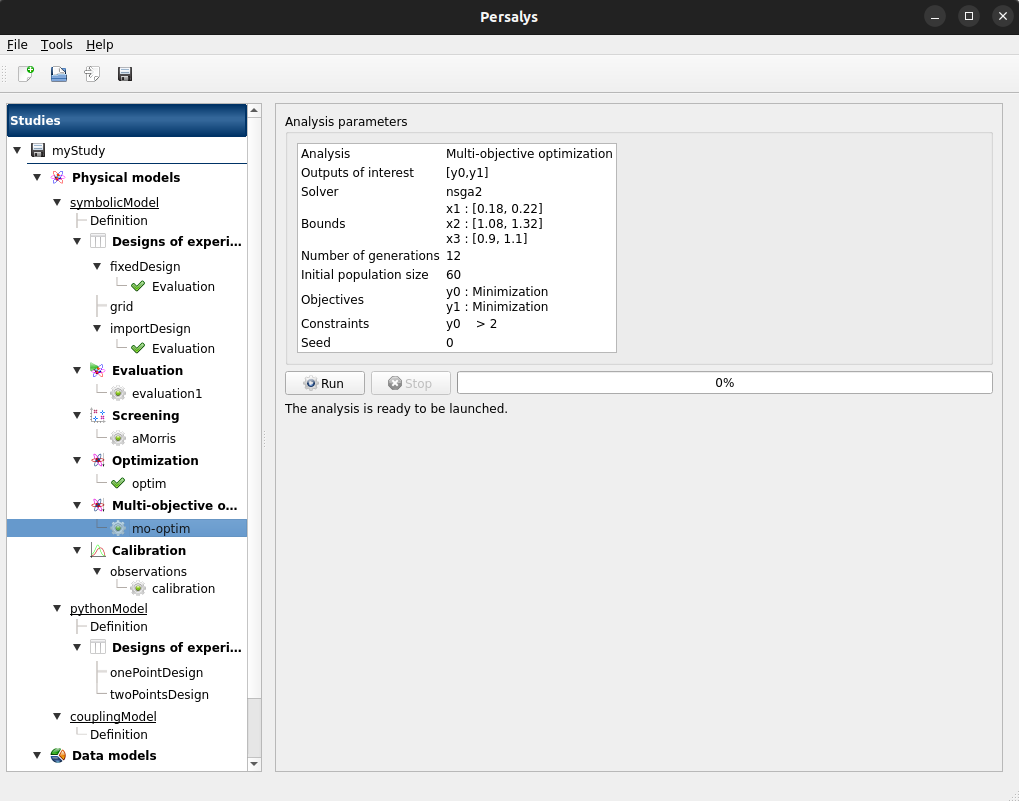 Persalys
File Tools Help
Studies
myStudy
Physical models
symbolicModel
Definition
Designs of experi...
fixedDesign
Evaluation
grid
importDesign
Evaluation
Evaluation
evaluation1
Screening
aMorris
Optimization
optim
Multi-objective o...
mo-optim
Calibration
observations
calibration
pythonModel
Definition
Designs of experi...
onePointDesign
twoPointsDesign
couplingModel
Definition
Data models
Analysis parameters
Analysis Multi-objective optimization
Outputs of interest [y0,y1]
Solver nsga2
Bounds x1 : [0.18, 0.22]
x2 : [1.08, 1.32]
x3 : [0.9, 1.1]
Number of generations 12
Initial population size 60
Objectives y0 : Minimization
y1 : Minimization
Constraints y0 > 2
Seed 0
Run Stop 0%
The analysis is ready to be launched.